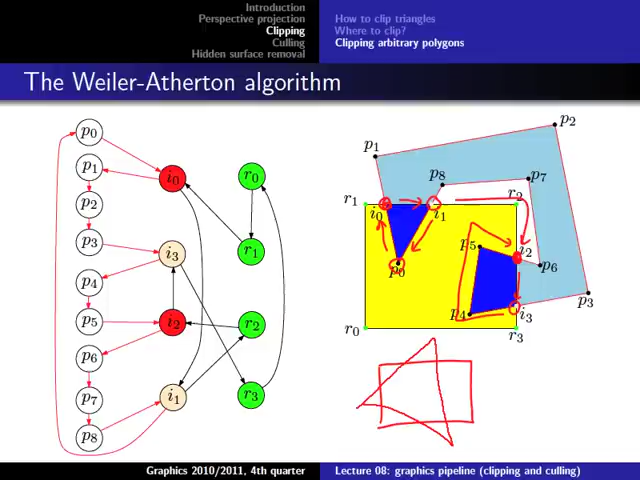 Introduction
Perspective projection
Clipping
Culling
Hidden surface removal
How to clip triangles
Where to clip?
Clipping arbitrary polygons
The Weiler-Atherton algorithm
p0
p1
p2
p3
p4
p5
p6
p7
p8
i0
i3
i2
i1
r0
r1
r2
r3
p1
p2
p8
p7
r1
i0
i1
r2
p0
p5
i2
p6
p4
i3
p3
r0
r3
Graphics 2010/2011, 4th quarter
Lecture 08: graphics pipeline (clipping and culling)